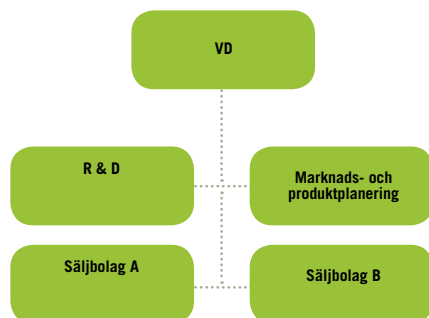 VD
R & D
Marknads- och
produktplanering
Säljbolag A
Säljbolag B